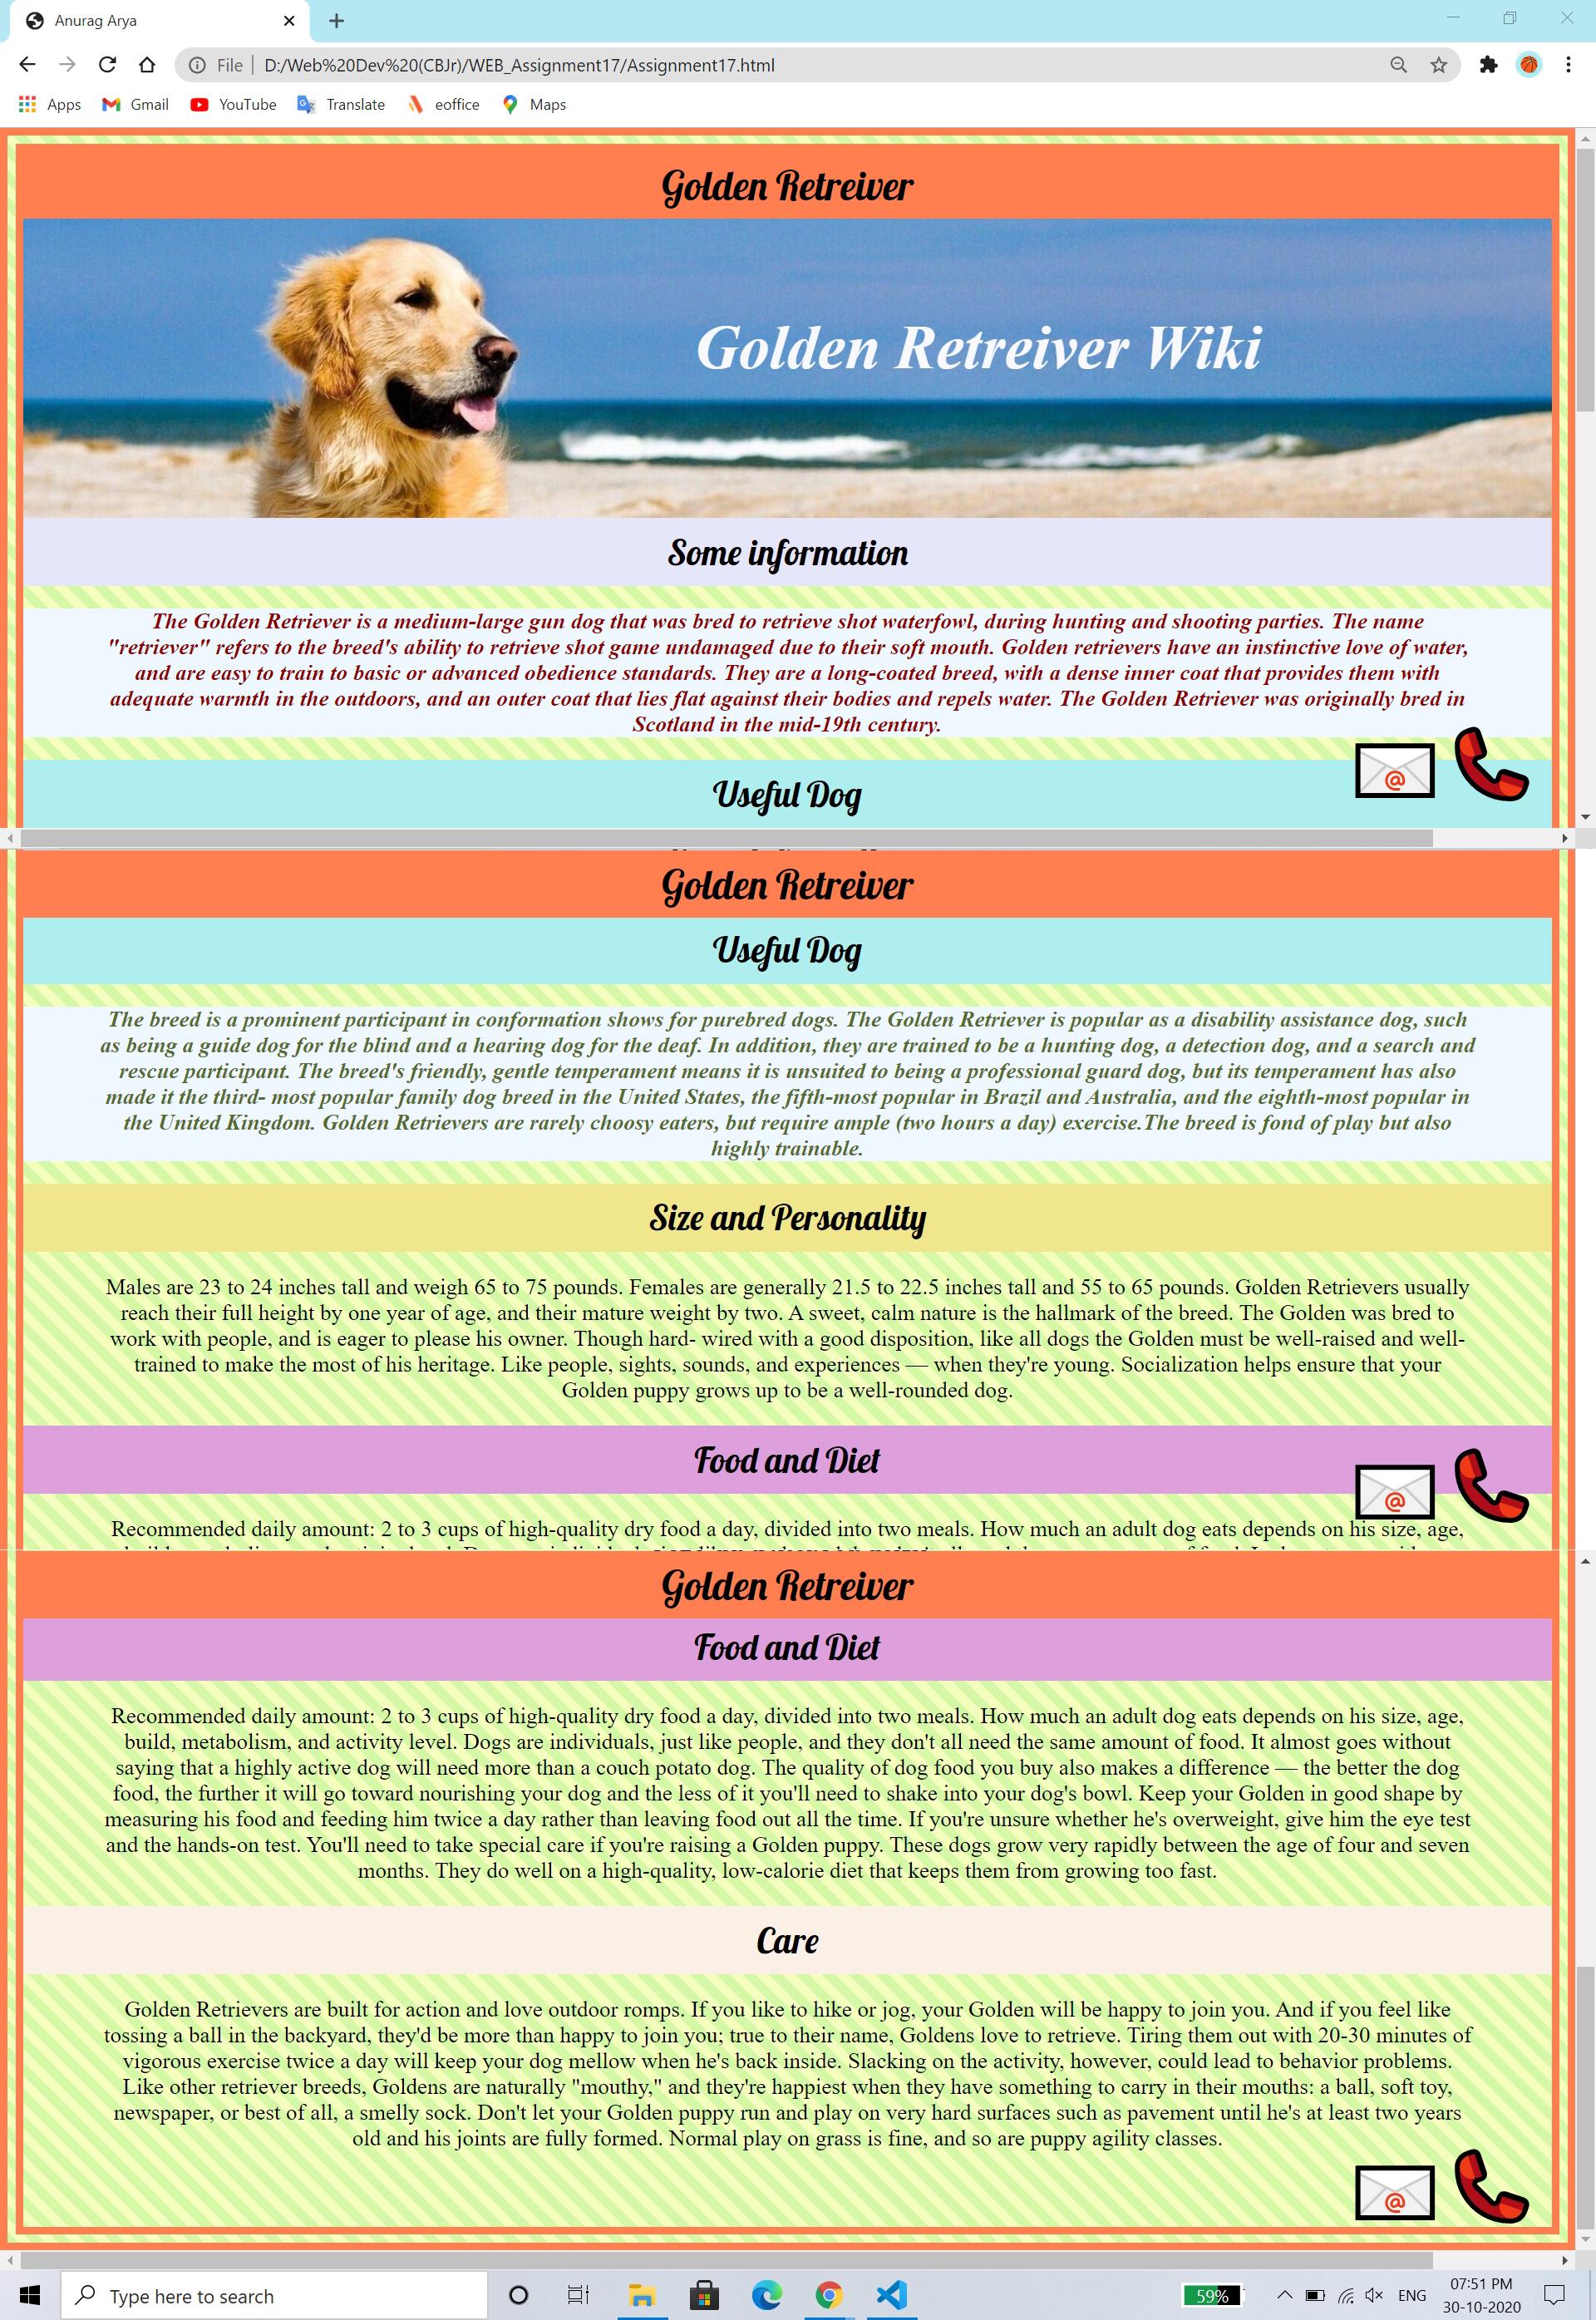 Anurag Arya
File D:/Web%20Dev%20(CBJr)/WEB_Assignment17/Assignment17.html
Apps Gmail YouTube Translate eoffice Maps
Golden Retreiver
Golden Retreiver Wiki
Some information
The Golden Retriever is a medium-large gun dog that was bred to retrieve shot waterfowl, during hunting and shooting parties. The name
"retriever" refers to the breed's ability to retrieve shot game undamaged due to their soft mouth. Golden retrievers have an instinctive love of water,
and are easy to train to basic or advanced obedience standards. They are a long-coated breed, with a dense inner coat that provides them with
adequate warmth in the outdoors, and an outer coat that lies flat against their bodies and repels water. The Golden Retriever was originally bred in
Scotland in the mid-19th century.
@
Useful Dog
Golden Retreiver
Useful Dog
The breed is a prominent participant in conformation shows for purebred dogs. The Golden Retriever is popular as a disability assistance dog, such
as being a guide dog for the blind and a hearing dog for the deaf. In addition, they are trained to be a hunting dog, a detection dog, and a search and
rescue participant. The breed's friendly, gentle temperament means it is unsuited to being a professional guard dog, but its temperament has also
made it the third- most popular family dog breed in the United States, the fifth-most popular in Brazil and Australia, and the eighth-most popular in
the United Kingdom. Golden Retrievers are rarely choosy eaters, but require ample (two hours a day) exercise.The breed is fond of play but also
highly trainable.
Size and Personality
Males are 23 to 24 inches tall and weigh 65 to 75 pounds. Females are generally 21.5 to 22.5 inches tall and 55 to 65 pounds. Golden Retrievers usually
reach their full height by one year of age, and their mature weight by two. A sweet, calm nature is the hallmark of the breed. The Golden was bred to
work with people, and is eager to please his owner. Though hard- wired with a good disposition, like all dogs the Golden must be well-raised and well-
trained to make the most of his heritage. Like people, sights, sounds, and experiences — when they're young. Socialization helps ensure that your
Golden puppy grows up to be a well-rounded dog.
Food and Diet
@
Recommended daily amount: 2 to 3 cups of high-quality dry food a day, divided into two meals. How much an adult dog eats depends on his size, age,
Golden Retreiver
Food and Diet
Recommended daily amount: 2 to 3 cups of high-quality dry food a day, divided into two meals. How much an adult dog eats depends on his size, age,
build, metabolism, and activity level. Dogs are individuals, just like people, and they don't all need the same amount of food. It almost goes without
saying that a highly active dog will need more than a couch potato dog. The quality of dog food you buy also makes a difference — the better the dog
food, the further it will go toward nourishing your dog and the less of it you'll need to shake into your dog's bowl. Keep your Golden in good shape by
measuring his food and feeding him twice a day rather than leaving food out all the time. If you're unsure whether he's overweight, give him the eye test
and the hands-on test. You'll need to take special care if you're raising a Golden puppy. These dogs grow very rapidly between the age of four and seven
months. They do well on a high-quality, low-calorie diet that keeps them from growing too fast.
Care
Golden Retrievers are built for action and love outdoor romps. If you like to hike or jog, your Golden will be happy to join you. And if you feel like
tossing a ball in the backyard, they'd be more than happy to join you; true to their name, Goldens love to retrieve. Tiring them out with 20-30 minutes of
vigorous exercise twice a day will keep your dog mellow when he's back inside. Slacking on the activity, however, could lead to behavior problems.
Like other retriever breeds, Goldens are naturally "mouthy," and they're happiest when they have something to carry in their mouths: a ball, soft toy,
newspaper, or best of all, a smelly sock. Don't let your Golden puppy run and play on very hard surfaces such as pavement until he's at least two years
old and his joints are fully formed. Normal play on grass is fine, and so are puppy agility classes.
@
Type here to search
59%
ENG
07:51 PM
30-10-2020